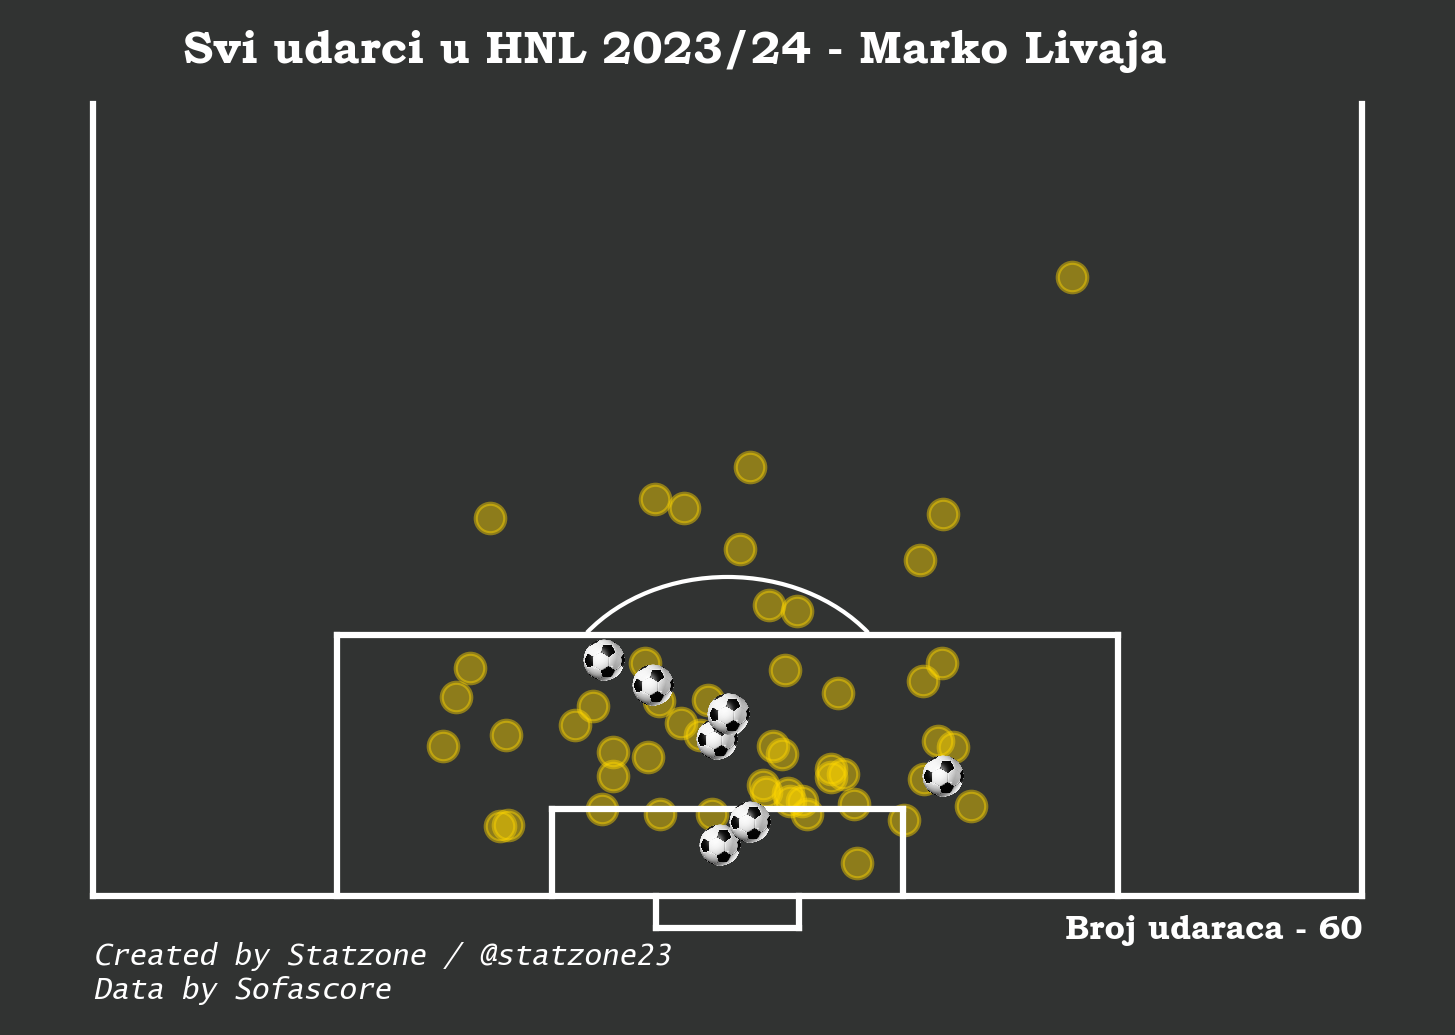 Svi udarci u HNL 2023/24 - Marko Livaja
Broj udaraca - 60
Created by Statzone / @statzone23
Data by Sofascore